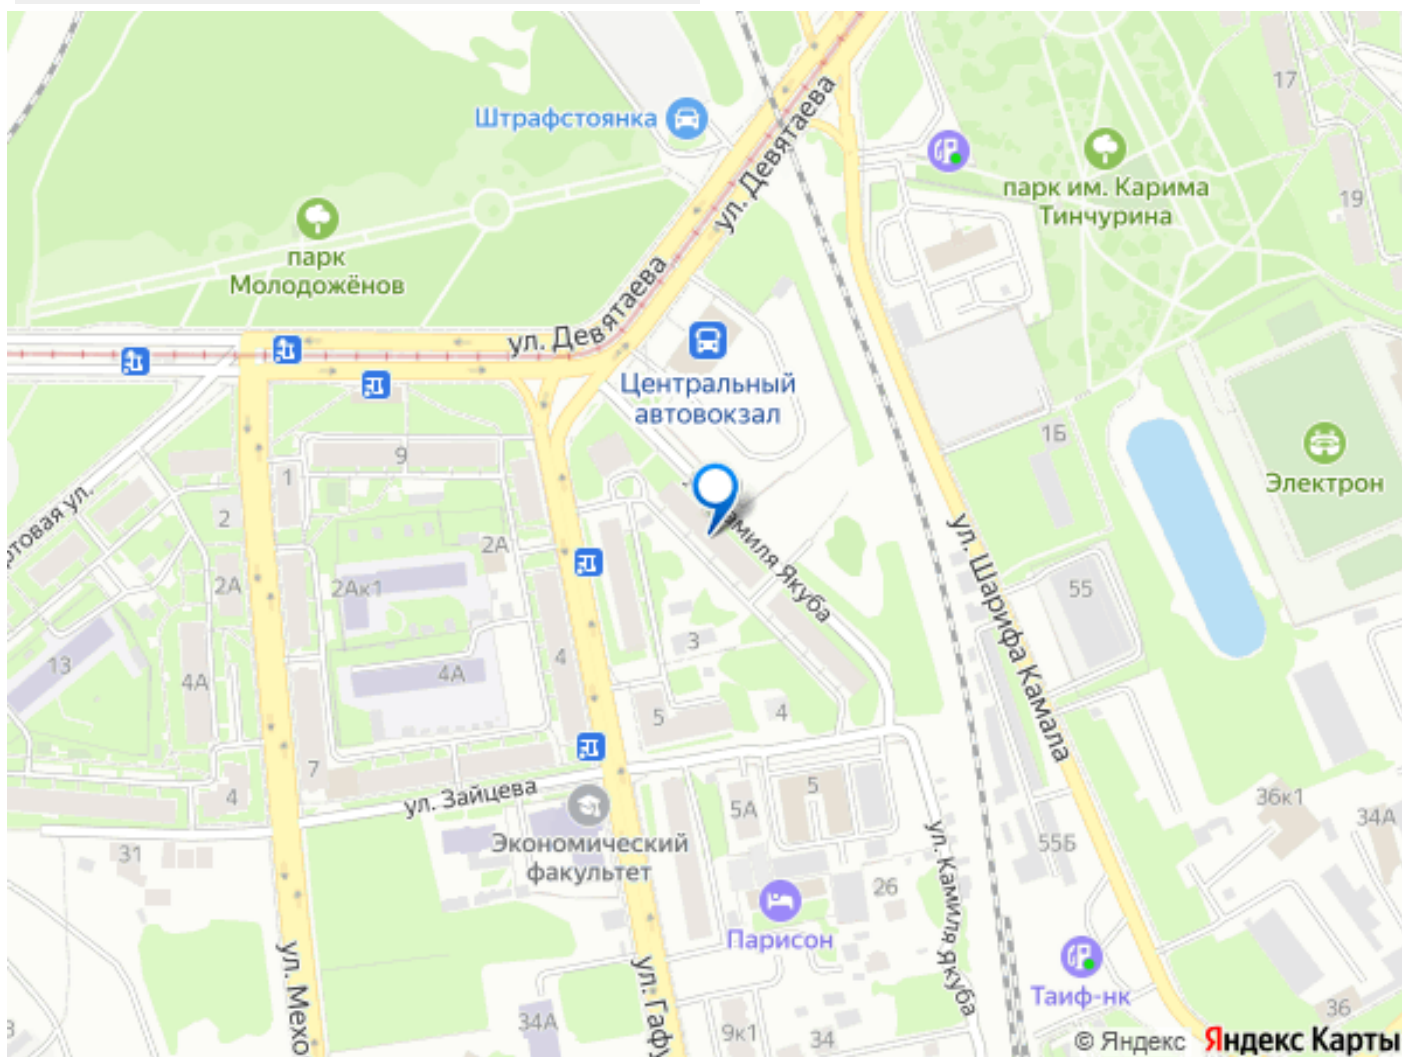 17
Штрафстоянка
ул. Девятаева
парк им. Карима
Тинчурина
19
парк
Молодожёнов
ул. Девятаева
Центральный
автовокзал
1Б
9
1
Электрон
2
2А
2А
2Ак1
ул. Шарифа Камала
55
3
13
4А
4А
4
5
4
7
4
ул. Зайцева
5
5А
36к1
34А
55Б
31
Экономический
факультет
26
ул. Камиля Якуба
Парисон
ул. Мехо
ул. Гафу
Таиф-нк
36
34А
9к1
34
© Яндекс Яндекс Карты